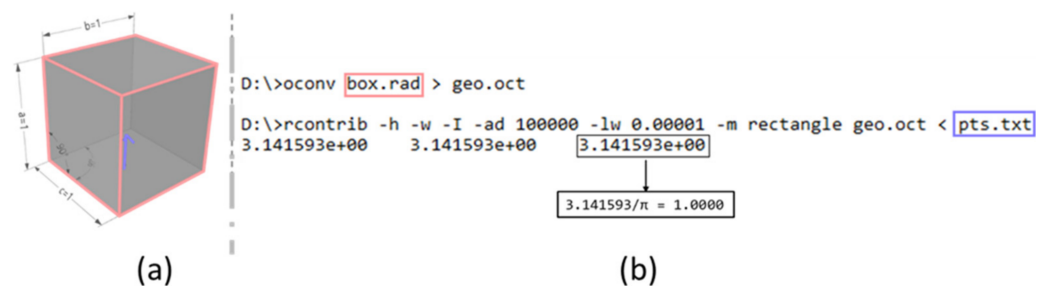 b=1
a=1
90°
c=1
D:\>oconv box.rad > geo.oct
D:\>rcontrib -h -w -I -ad 100000 -lw 0.00001 -m rectangle geo.oct < pts.txt
3.141593e+00 3.141593e+00 3.141593e+00
3.141593/π = 1.0000
(a)
(b)